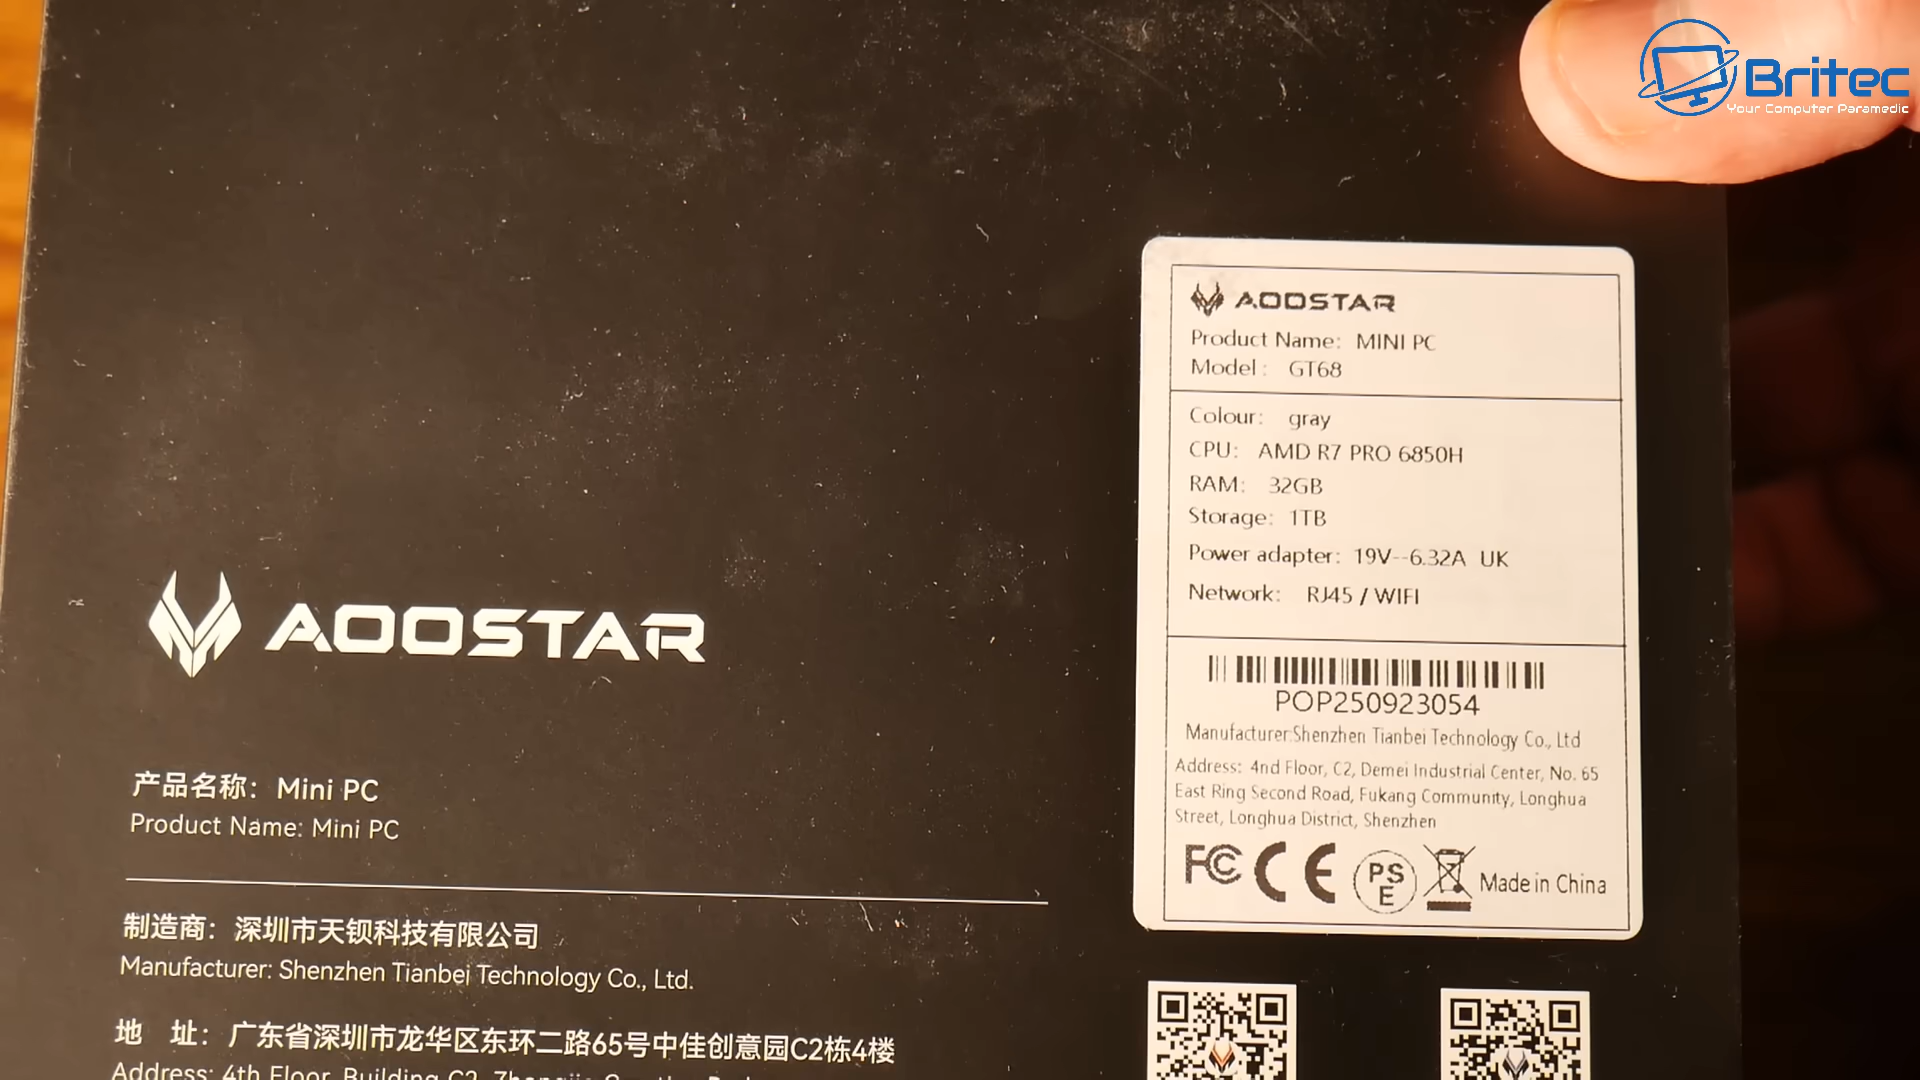 Britec
Your Computer Paramedic
AOOSTAR
Product Name: MINI PC
Model : GT68
Colour: gray
CPU: AMD R7 PRO 6850H
RAM: 32GB
Storage: 1TB
Power adapter: 19V--6.32A UK
Network: RJ45 / WIFI
POP250923054
Manufacturer:Shenzhen Tianbei Technology Co., Ltd
Address: 4nd Floor, C2, Demei Industrial Center, No. 65
East Ring Second Road, Fukang Community, Longhua
Street, Longhua District, Shenzhen
FC CE PSE Made in China
AOOSTAR
产品名称：Mini PC
Product Name: Mini PC
制造商：深圳市天钡科技有限公司
Manufacturer: Shenzhen Tianbei Technology Co., Ltd.
地 址：广东省深圳市龙华区东环二路65号中佳创意园C2栋4楼
Address: 4th Floor, Building C2,